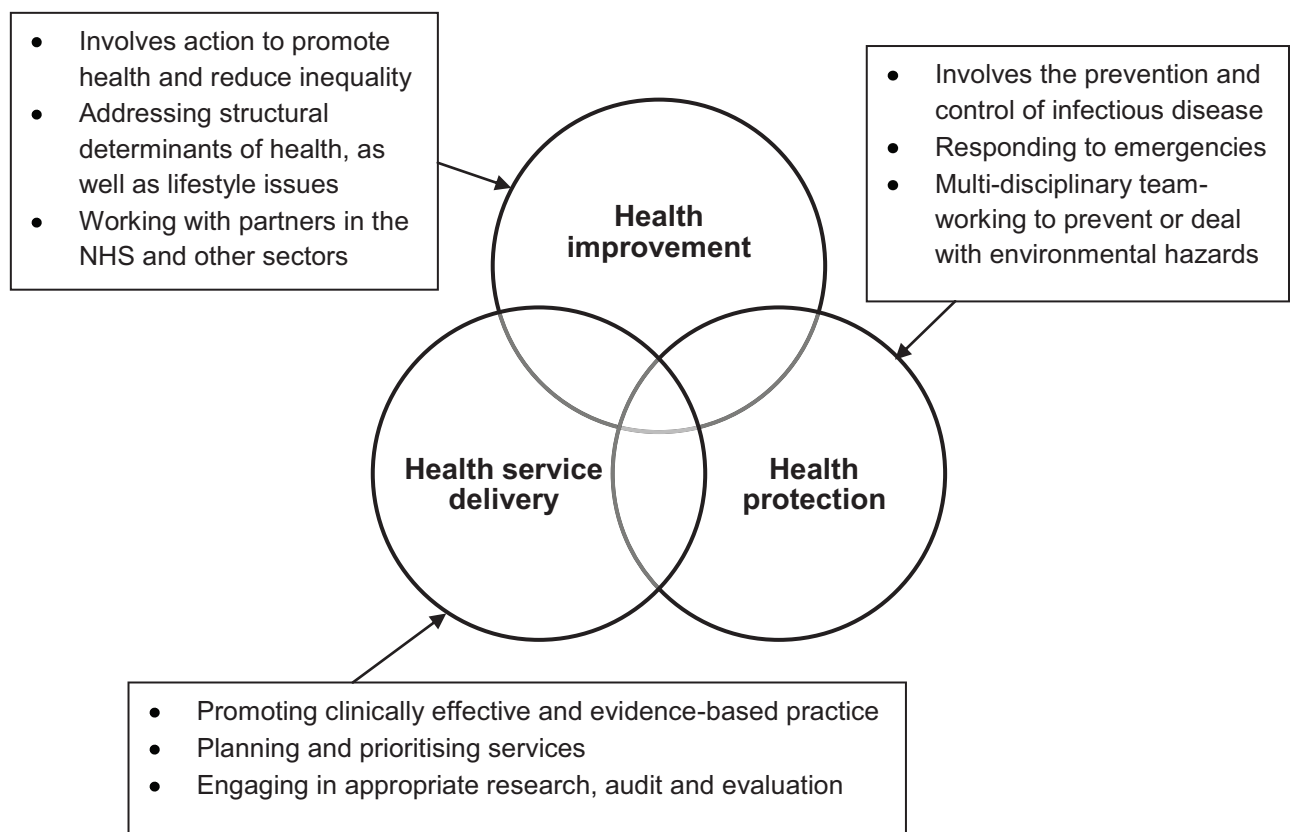 • Involves action to promote
health and reduce inequality
• Addressing structural
determinants of health, as
well as lifestyle issues
• Working with partners in the
NHS and other sectors
• Involves the prevention and
control of infectious disease
• Responding to emergencies
• Multi-disciplinary team-
working to prevent or deal
with environmental hazards
Health
improvement
Health service
delivery
Health
protection
• Promoting clinically effective and evidence-based practice
• Planning and prioritising services
• Engaging in appropriate research, audit and evaluation